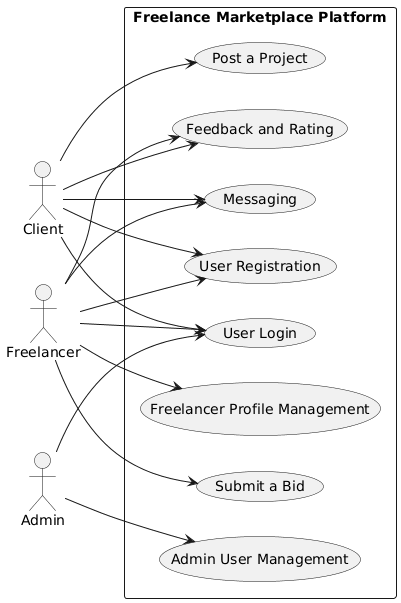 Freelance Marketplace Platform
Post a Project
Feedback and Rating
Client
Messaging
User Registration
Freelancer
User Login
Freelancer Profile Management
Admin
Submit a Bid
Admin User Management